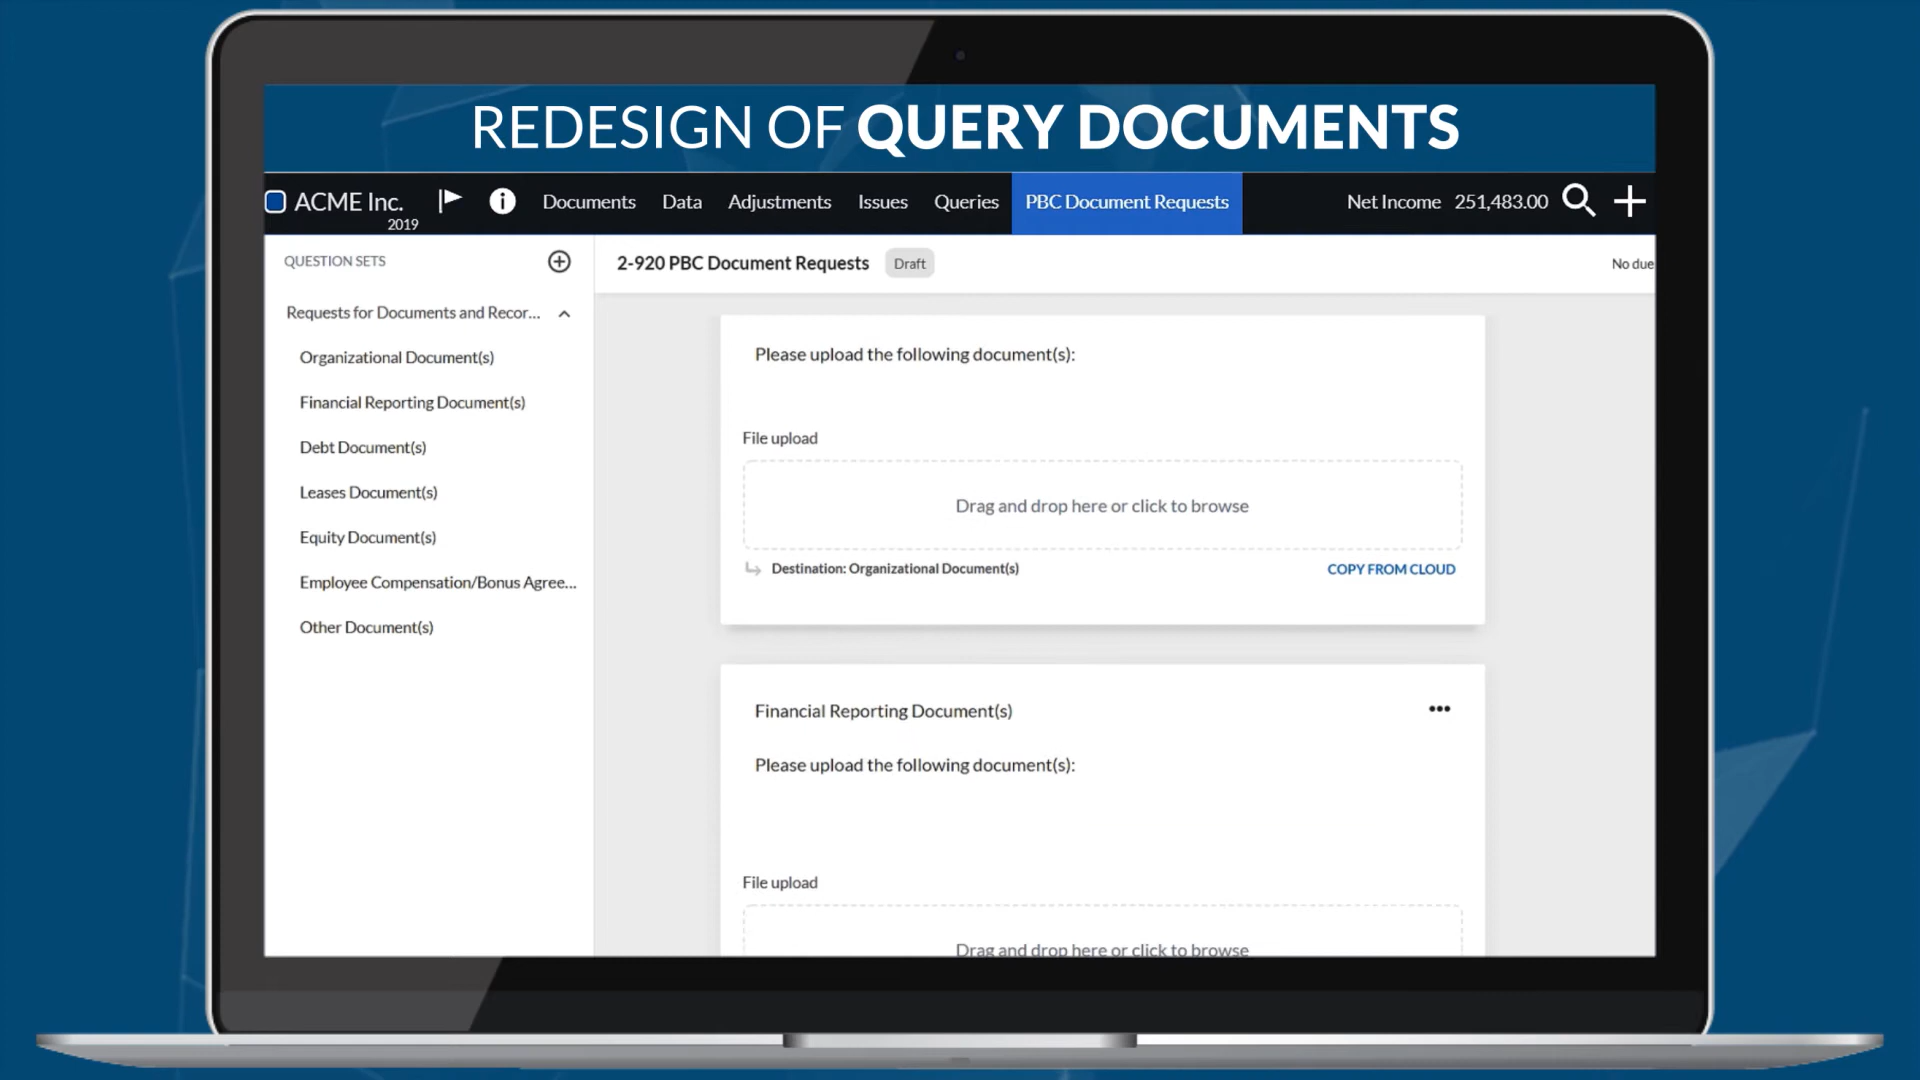 REDESIGN OF QUERY DOCUMENTS
ACME Inc. Documents Data Adjustments Issues Queries PBC Document Requests Net Income 251,483.00
2019
QUESTION SETS
Requests for Documents and Recor...
Organizational Document(s)
Financial Reporting Document(s)
Debt Document(s)
Leases Document(s)
Equity Document(s)
Employee Compensation/Bonus Agree...
Other Document(s)
2-920 PBC Document Requests Draft No due
Please upload the following document(s):
File upload
Drag and drop here or click to browse
Destination: Organizational Document(s) COPY FROM CLOUD
Financial Reporting Document(s)
Please upload the following document(s):
File upload
Drag and drop here or click to browse